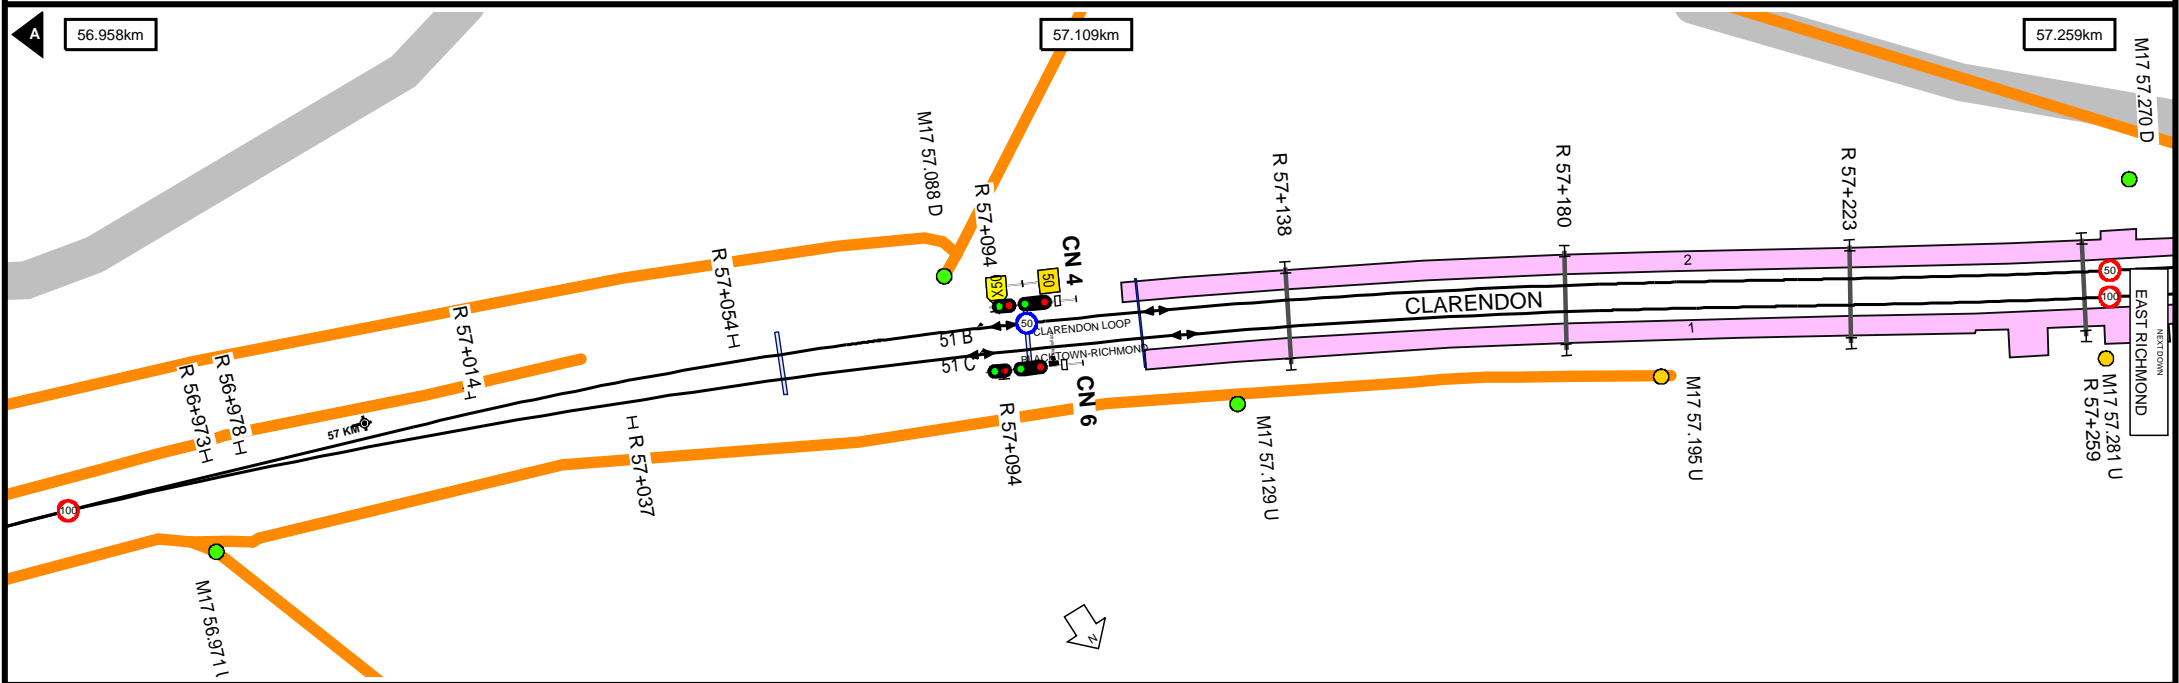 A
56.958km
57.109km
57.259km
M17 57.270 D
M17 57.088 D
R 57+094
CN 4
X50
50
R 57+138
R 57+180
R 57+223
2
50
100
CLARENDON
1
EAST RICHMOND
NEXT DOWN
R 57+054
50
CLARENDON LOOP
51 B
BLACKTOWN-RICHMOND
51 C
R 57+014
R 56+978
R 56+973
57 KM
CN 6
R 57+094
R 57+037
M17 57.129 U
M17 57.195 U
M17 57.281 U
R 57+259
100
M17 56.971
N